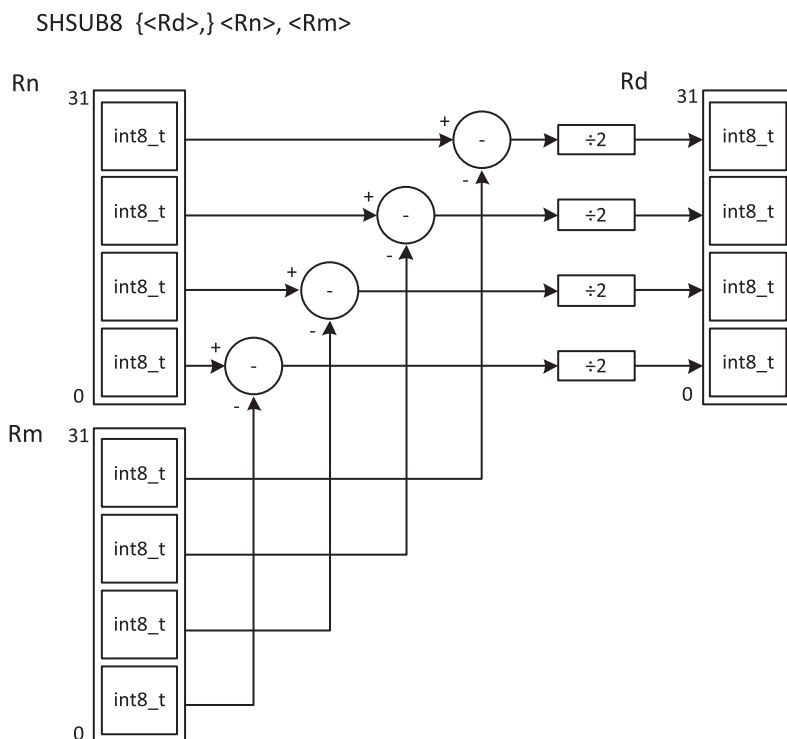 SHSUB8 {<Rd>,} <Rn>, <Rm>
Rn
Rd
31
31
int8_t
+
-
-
÷2
int8_t
int8_t
+
-
-
÷2
int8_t
int8_t
+
-
-
÷2
int8_t
int8_t
+
-
-
÷2
int8_t
0
0
Rm
31
int8_t
int8_t
int8_t
int8_t
0